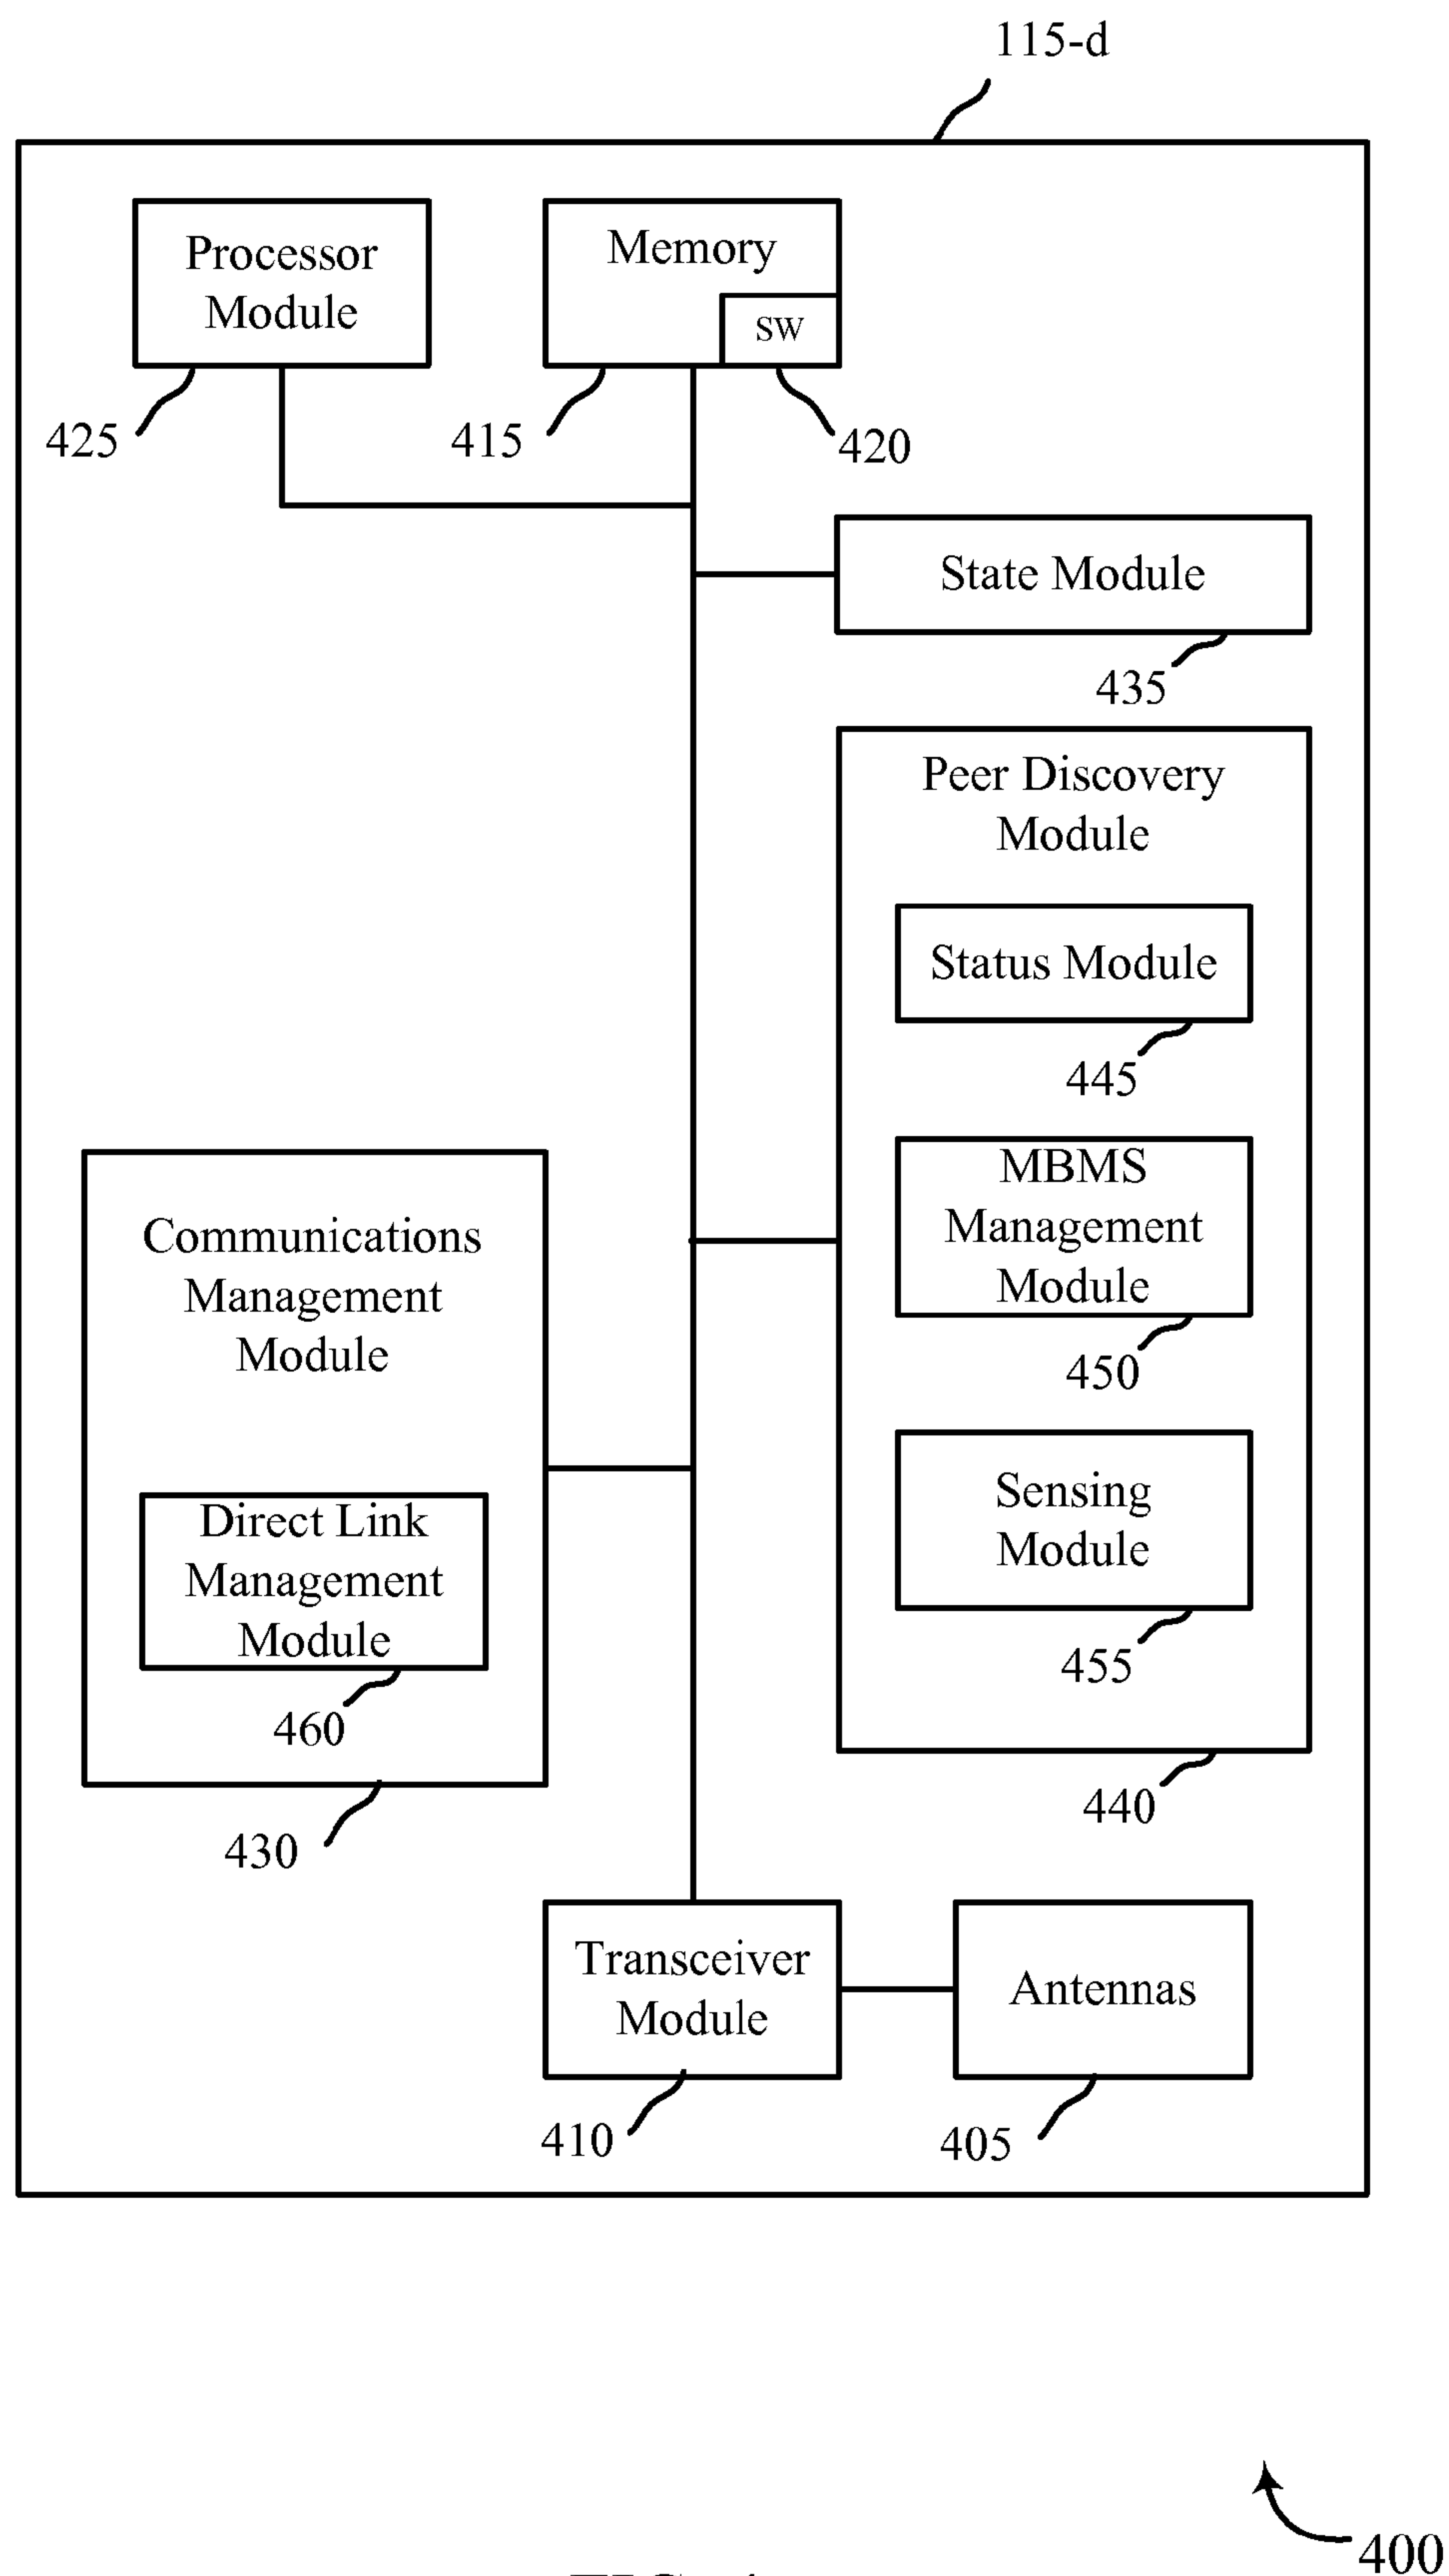 115-d
Processor
Module
Memory
SW
425
415
420
State Module
435
Peer Discovery
Module
Status Module
445
MBMS
Management
Module
450
Sensing
Module
455
440
Communications
Management
Module
Direct Link
Management
Module
460
430
Transceiver
Module
410
Antennas
405
400